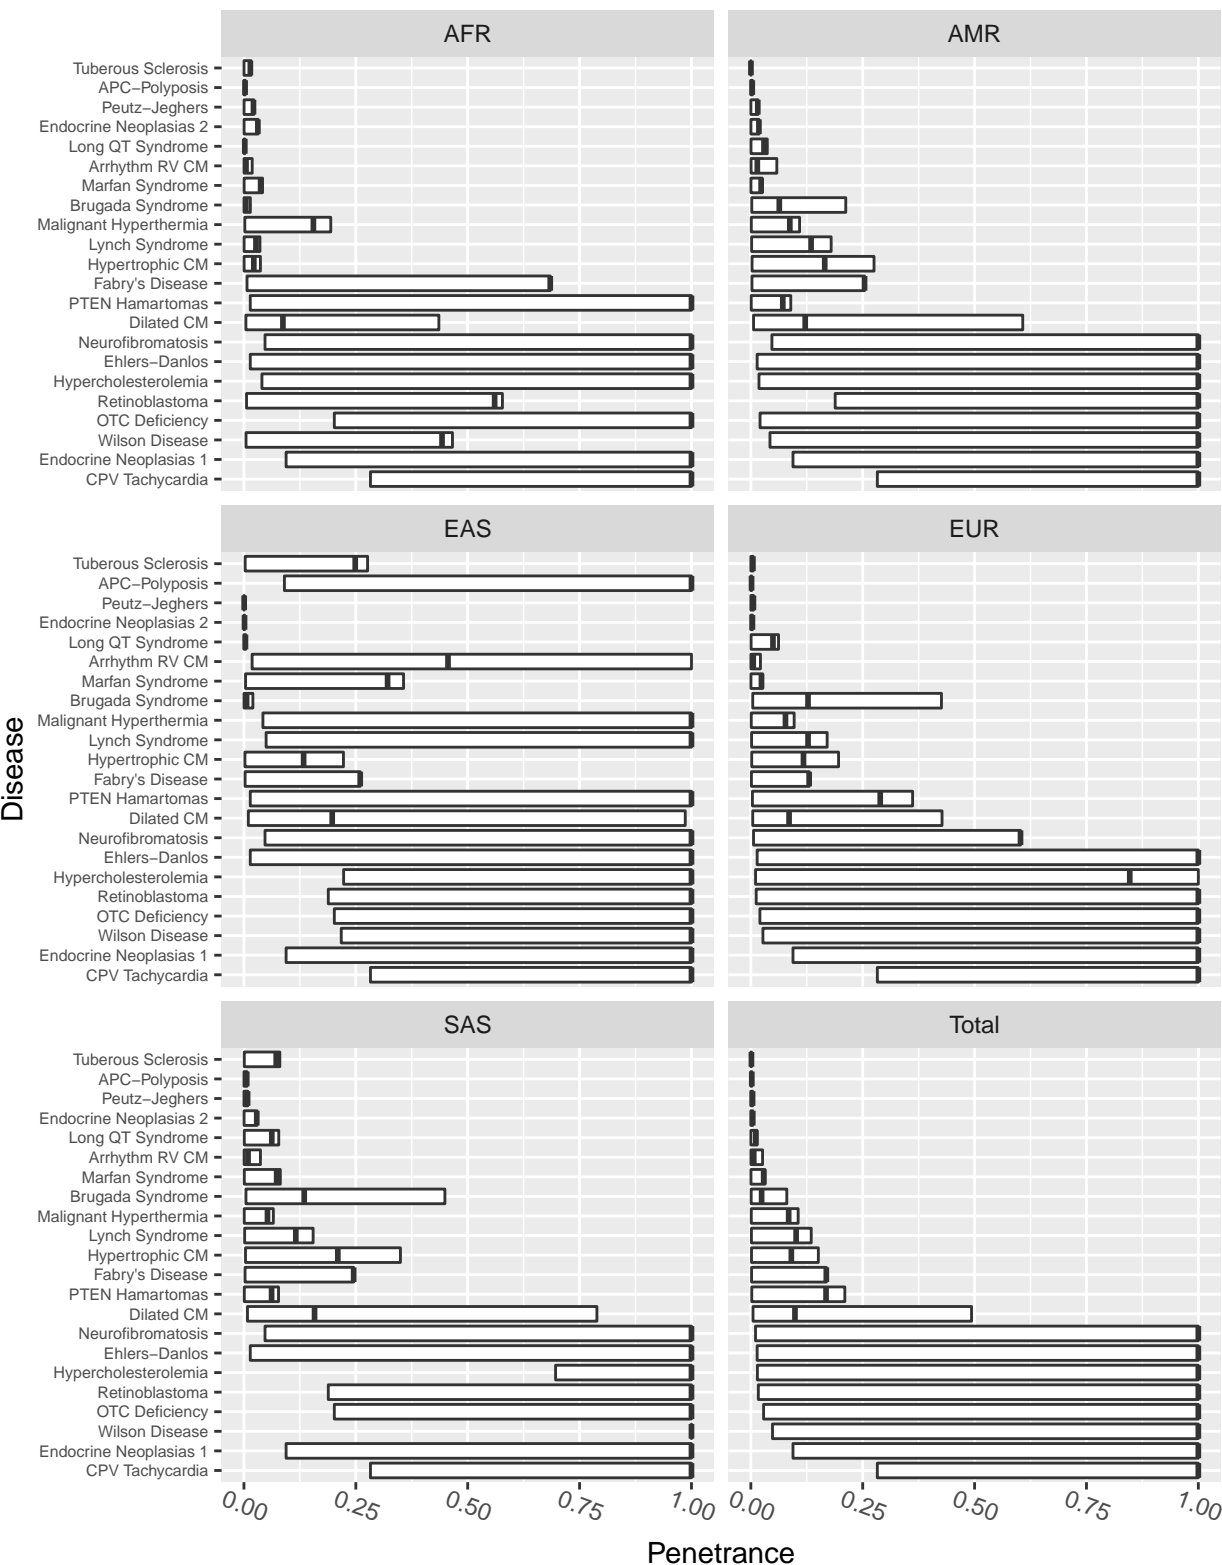 AFR
AMR
Tuberous Sclerosis
APC−Polyposis
Peutz−Jeghers
Endocrine Neoplasias 2
Long QT Syndrome
Arrhythm RV CM
Marfan Syndrome
Brugada Syndrome
Malignant Hyperthermia
Lynch Syndrome
Hypertrophic CM
Fabry's Disease
PTEN Hamartomas
Dilated CM
Neurofibromatosis
Ehlers−Danlos
Hypercholesterolemia
Retinoblastoma
OTC Deficiency
Wilson Disease
Endocrine Neoplasias 1
CPV Tachycardia
EAS
EUR
Tuberous Sclerosis
APC−Polyposis
Peutz−Jeghers
Endocrine Neoplasias 2
Long QT Syndrome
Arrhythm RV CM
Marfan Syndrome
Brugada Syndrome
Malignant Hyperthermia
Lynch Syndrome
Hypertrophic CM
Fabry's Disease
PTEN Hamartomas
Dilated CM
Neurofibromatosis
Ehlers−Danlos
Hypercholesterolemia
Retinoblastoma
OTC Deficiency
Wilson Disease
Endocrine Neoplasias 1
CPV Tachycardia
Disease
SAS
Total
Tuberous Sclerosis
APC−Polyposis
Peutz−Jeghers
Endocrine Neoplasias 2
Long QT Syndrome
Arrhythm RV CM
Marfan Syndrome
Brugada Syndrome
Malignant Hyperthermia
Lynch Syndrome
Hypertrophic CM
Fabry's Disease
PTEN Hamartomas
Dilated CM
Neurofibromatosis
Ehlers−Danlos
Hypercholesterolemia
Retinoblastoma
OTC Deficiency
Wilson Disease
Endocrine Neoplasias 1
CPV Tachycardia
0.00 0.25 0.50 0.75 1.00
0.00 0.25 0.50 0.75 1.00
Penetrance